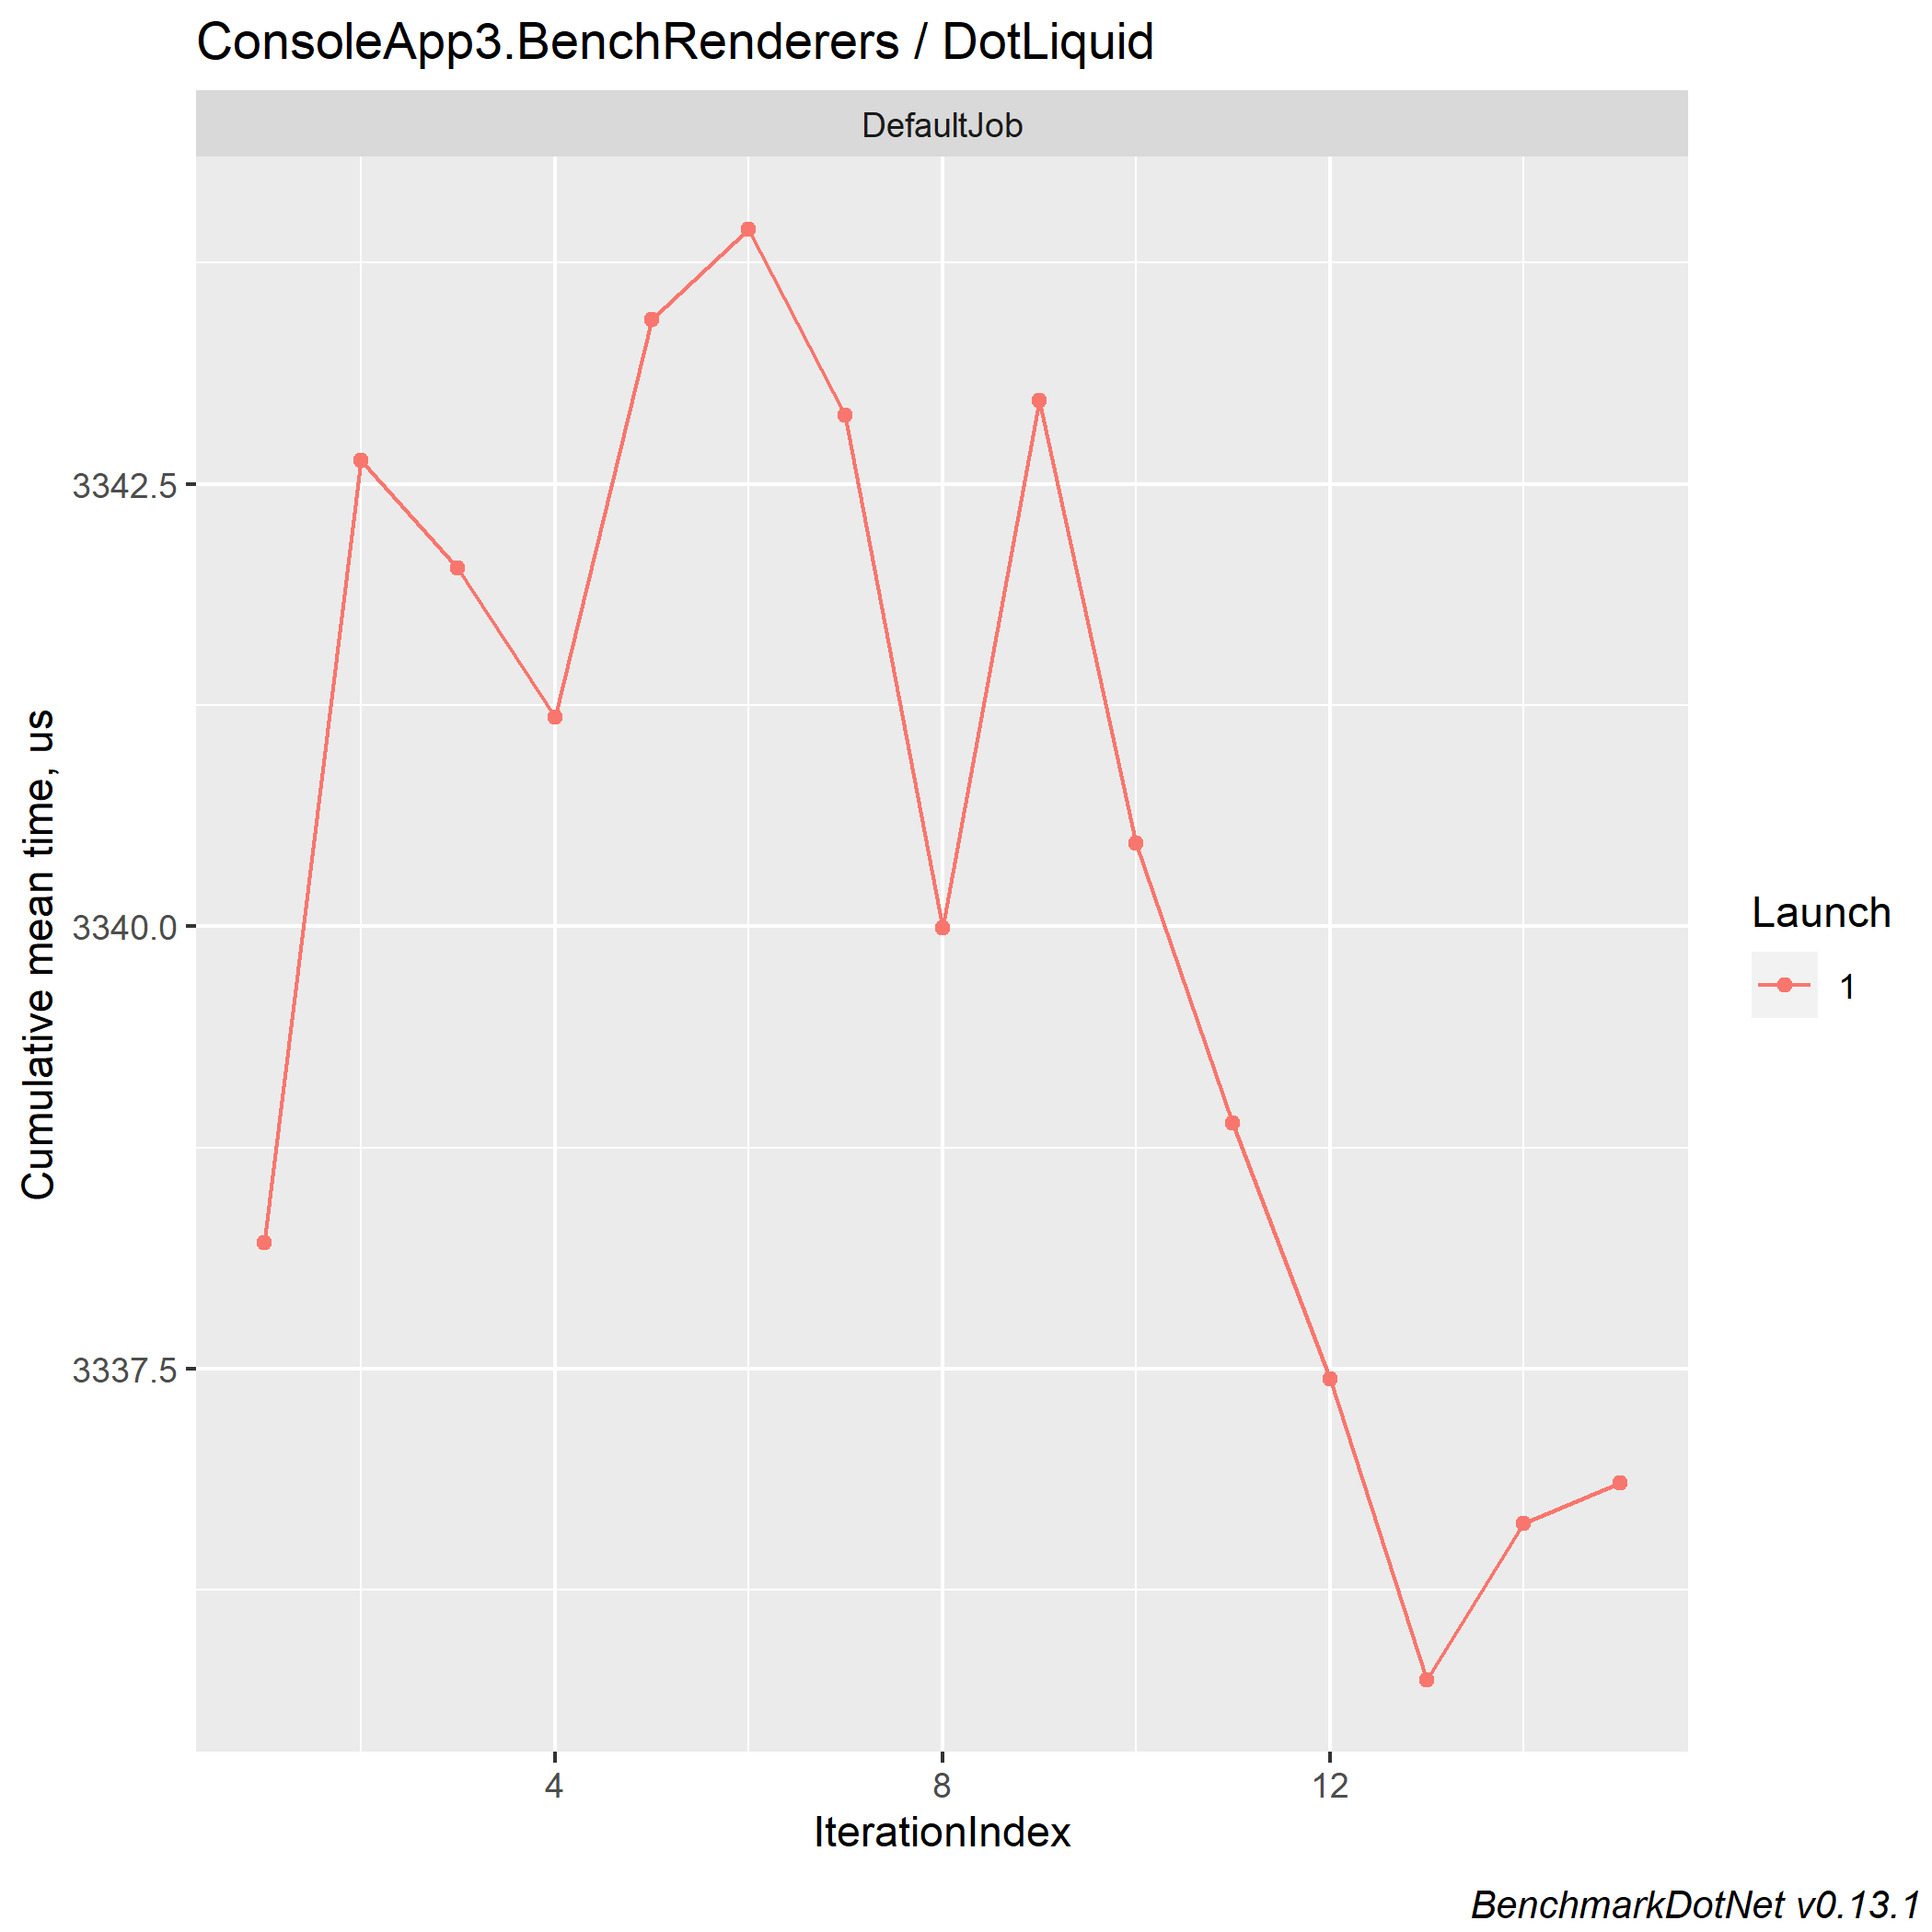 ConsoleApp3.BenchRenderers / DotLiquid
DefaultJob
Cumulative mean time, us
3342.5
3340.0
3337.5
4
8
12
IterationIndex
Launch
1
BenchmarkDotNet v0.13.1